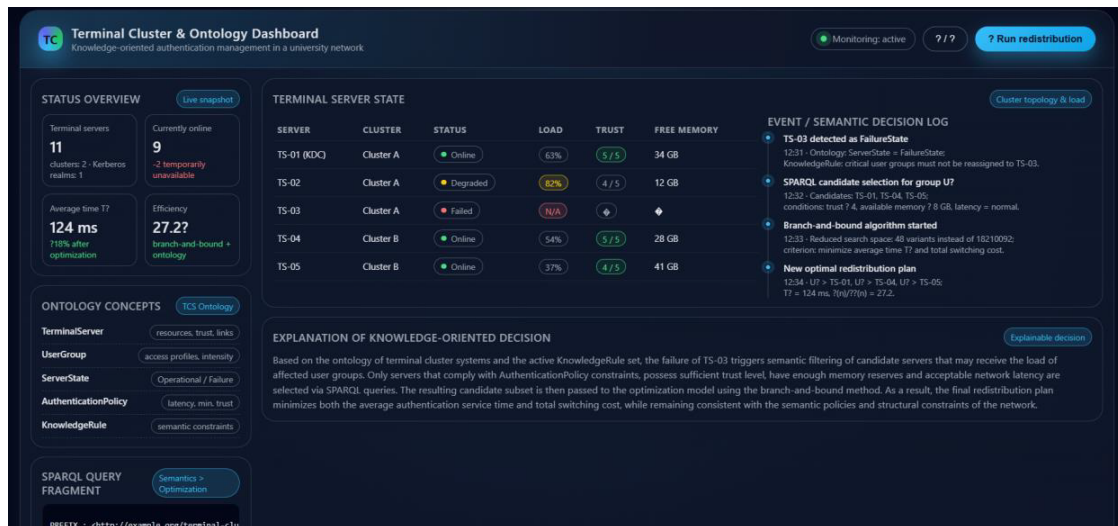 TC
Terminal Cluster & Ontology Dashboard
Knowledge-oriented authentication management in a university network
Monitoring: active
? / ?
? Run redistribution
STATUS OVERVIEW
Live snapshot
Terminal servers
11
clusters: 2 · Kerberos
realms: 1
Currently online
9
-2 temporarily
unavailable
Average time T?
124 ms
?18% after
optimization
Efficiency
27.2?
branch-and-bound +
ontology
ONTOLOGY CONCEPTS
TCS Ontology
TerminalServer resources, trust, links
UserGroup access profiles, intensity
ServerState Operational / Failure
AuthenticationPolicy latency, min. trust
KnowledgeRule semantic constraints
SPARQL QUERY
FRAGMENT
Semantics >
Optimization
PREFIX : <http://example.org/terminal-clu
TERMINAL SERVER STATE
Cluster topology & load
SERVER CLUSTER STATUS LOAD TRUST FREE MEMORY
TS-01 (KDC) Cluster A Online 63% 5 / 5 34 GB
TS-02 Cluster A Degraded 82% 4 / 5 12 GB
TS-03 Cluster A Failed N/A � �
TS-04 Cluster B Online 54% 5 / 5 28 GB
TS-05 Cluster B Online 37% 4 / 5 41 GB
EVENT / SEMANTIC DECISION LOG
TS-03 detected as FailureState
12:31 · Ontology: ServerState = FailureState;
KnowledgeRule: critical user groups must not be reassigned to TS-03.
SPARQL candidate selection for group U?
12:32 · Candidates: TS-01, TS-04, TS-05;
conditions: trust ? 4, available memory ? 8 GB, latency = normal.
Branch-and-bound algorithm started
12:33 · Reduced search space: 48 variants instead of 18210092;
criterion: minimize average time T? and total switching cost.
New optimal redistribution plan
12:34 · U? > TS-01, U? > TS-04, U? > TS-05;
T? = 124 ms, ?(n)/??(n) = 27.2.
EXPLANATION OF KNOWLEDGE-ORIENTED DECISION
Explainable decision
Based on the ontology of terminal cluster systems and the active KnowledgeRule set, the failure of TS-03 triggers semantic filtering of candidate servers that may receive the load of
affected user groups. Only servers that comply with AuthenticationPolicy constraints, possess sufficient trust level, have enough memory reserves and acceptable network latency are
selected via SPARQL queries. The resulting candidate subset is then passed to the optimization model using the branch-and-bound method. As a result, the final redistribution plan
minimizes both the average authentication service time and total switching cost, while remaining consistent with the semantic policies and structural constraints of the network.